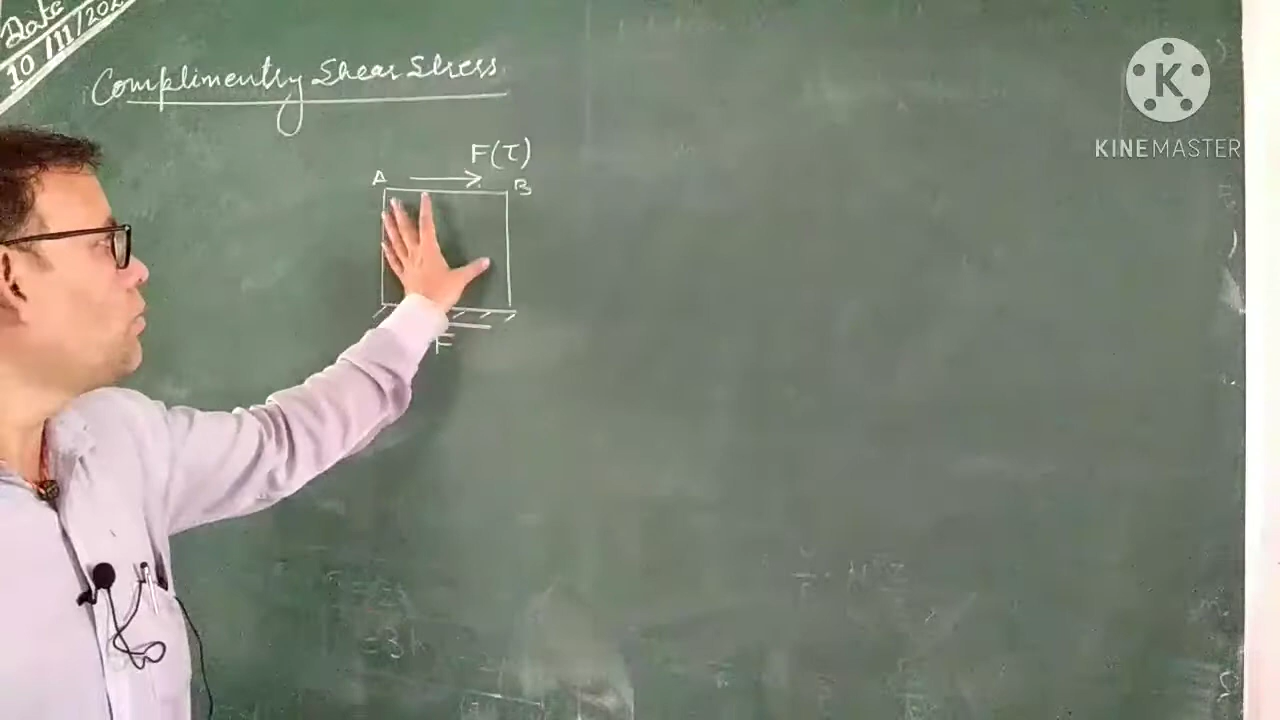 Date
10/11/202
Complimentry Shear Stress
F(τ)
A
B
F
K
KINEMASTER